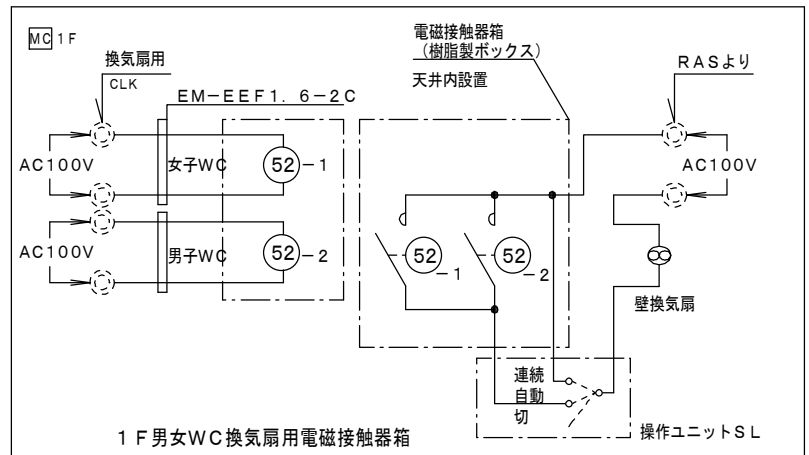 MC 1F
換気扇用
CLK
EM-EEF1. 6-2C
AC100V
女子WC
52-1
AC100V
男子WC
52-2
電磁接触器箱
(樹脂製ボックス)
天井内設置
52-1
52-2
RASより
AC100V
壁換気扇
連続
自動
切
操作ユニットSL
1F男女WC換気扇用電磁接触器箱